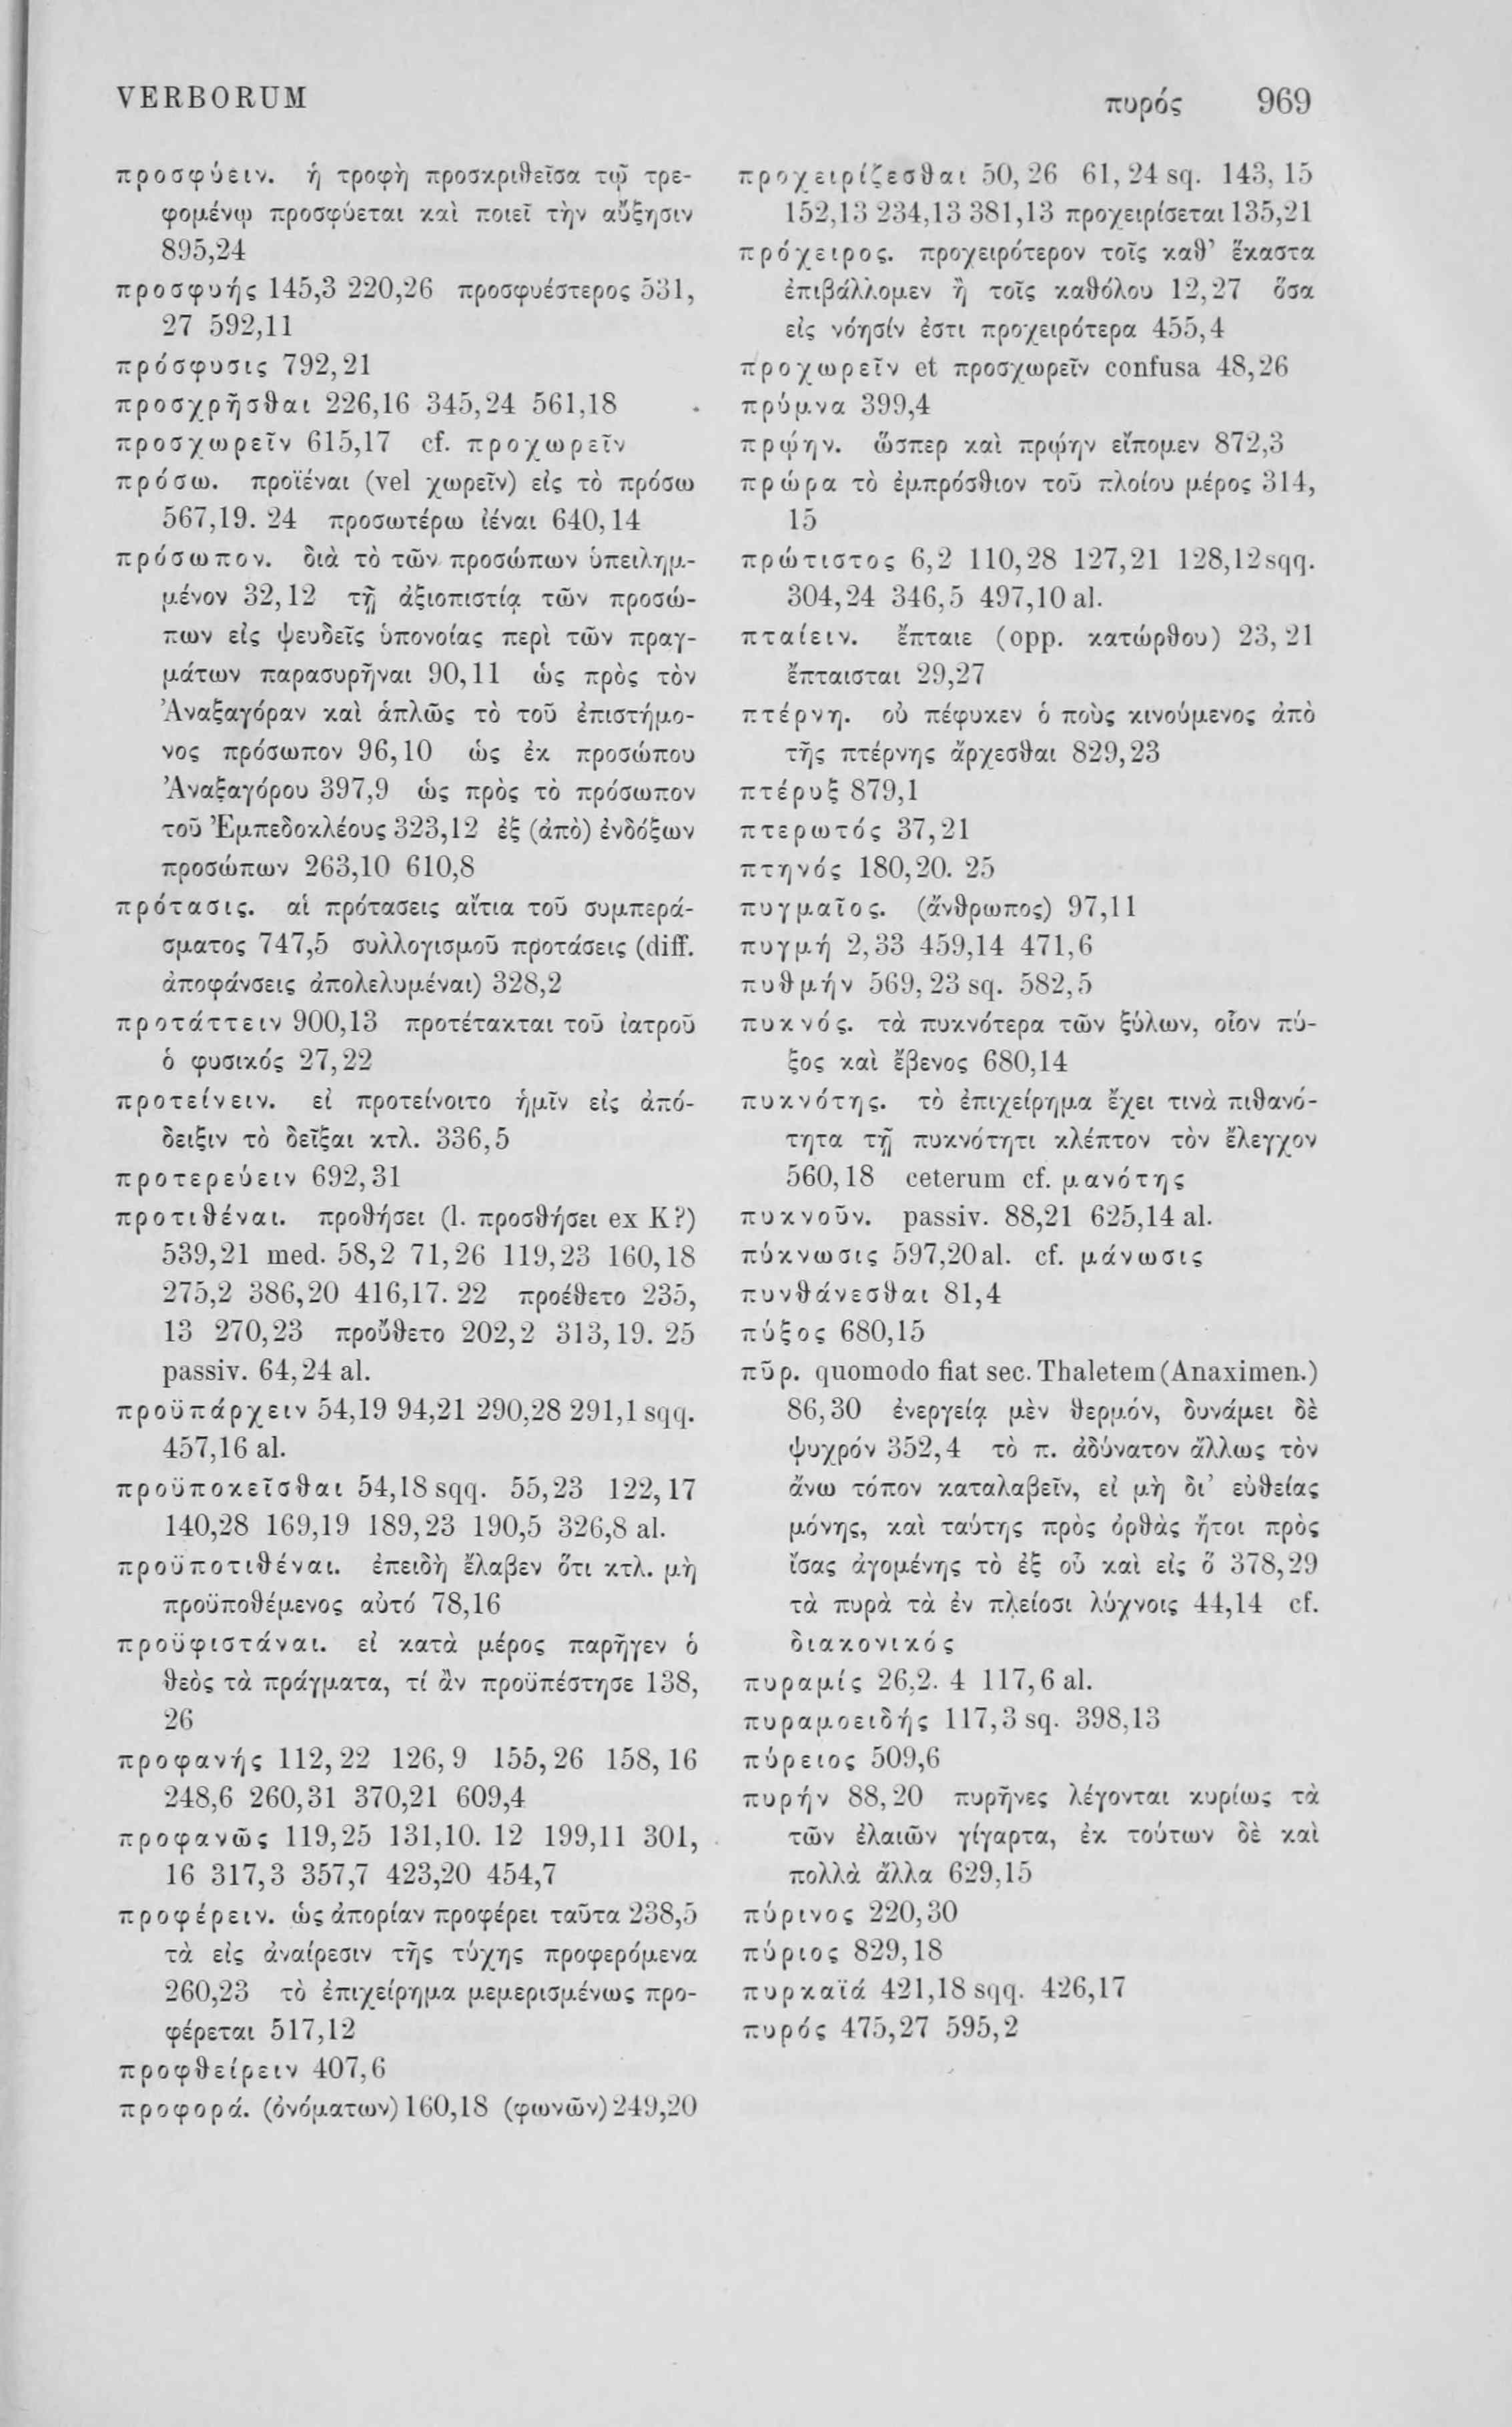 VERBORUM
πυρός 969
προσφύειν. ἡ τροφὴ προσκριθεῖσα τῷ τρε-
φομένῳ προσφύεται καὶ ποιεῖ τὴν αὔξησιν
895,24
προσφυής 145,3 220,26 προσφυέστερος 531,
27 592,11
πρόσφυσις 792,21
προσχρῆσθαι 226,16 345,24 561,18
προσχωρεῖν 615,17 cf. προχωρεῖν
πρόσω. προϊέναι (vel χωρεῖν) εἰς τὸ πρόσω
567,19. 24 προσωτέρω ἰέναι 640,14
πρόσωπον. διὰ τὸ τῶν προσώπων ὑπειλημ-
μένον 32,12 τῇ ἀξιοπιστίᾳ τῶν προσώ-
πων εἰς ψευδεῖς ὑπονοίας περὶ τῶν πραγ-
μάτων παρασυρῆναι 90,11 ὡς πρὸς τὸν
Ἀναξαγόραν καὶ ἁπλῶς τὸ τοῦ ἐπιστήμο-
νος πρόσωπον 96,10 ὡς ἐκ προσώπου
Ἀναξαγόρου 397,9 ὡς πρὸς τὸ πρόσωπον
τοῦ Ἐμπεδοκλέους 323,12 ἐξ (ἀπὸ) ἐνδόξων
προσώπων 263,10 610,8
πρότασις. αἱ πρότασεις αἴτια τοῦ συμπερά-
σματος 747,5 συλλογισμοῦ προτάσεις (diff.
ἀποφάνσεις ἀπολελυμέναι) 328,2
προτάττειν 900,13 προτέτακται τοῦ ἰατροῦ
ὁ φυσικός 27,22
προτείνειν. εἰ προτείνοιτο ἡμῖν εἰς ἀπό-
δειξιν τὸ δεῖξαι κτλ. 336,5
προτερεύειν 692,31
προτιθέναι. προθήσει (l. προσθήσει ex K?)
539,21 med. 58,2 71,26 119,23 160,18
275,2 386,20 416,17. 22 προέθετο 235,
13 270,23 προὔθετο 202,2 313,19. 25
passiv. 64,24 al.
προϋπάρχειν 54,19 94,21 290,28 291,1 sqq.
457,16 al.
προϋποκεῖσθαι 54,18 sqq. 55,23 122,17
140,28 169,19 189,23 190,5 326,8 al.
προϋποτιθέναι. ἐπειδὴ ἔλαβεν ὅτι κτλ. μὴ
προϋποθέμενος αὐτό 78,16
προϋφιστάναι. εἰ κατὰ μέρος παρῆγεν ὁ
θεὸς τὰ πράγματα, τί ἂν προϋπέστησε 138,
26
προφανής 112,22 126,9 155,26 158,16
248,6 260,31 370,21 609,4
προφανῶς 119,25 131,10. 12 199,11 301,
16 317,3 357,7 423,20 454,7
προφέρειν. ὡς ἀπορίαν προφέρει ταῦτα 238,5
τὰ εἰς ἀναίρεσιν τῆς τύχης προφερόμενα
260,23 τὸ ἐπιχείρημα μεμερισμένως προ-
φέρεται 517,12
προφθείρειν 407,6
προφορά. (ὀνόματων) 160,18 (φωνῶν) 249,20
προχειρίζεσθαι 50,26 61,24 sq. 143,15
152,13 234,13 381,13 προχειρίσεται 135,21
πρόχειρος. προχειρότερον τοῖς καθ’ ἕκαστα
ἐπιβάλλομεν ἢ τοῖς καθόλου 12,27 ὅσα
εἰς νόησίν ἐστι προχειρότερα 455,4
προχωρεῖν et προσχωρεῖν confusa 48,26
πρύμνα 399,4
πρῴην. ὥσπερ καὶ πρῴην εἴπομεν 872,3
πρώρα τὸ ἐμπρόσθιον τοῦ πλοίου μέρος 314,
15
πρώτιστος 6,2 110,28 127,21 128,12 sqq.
304,24 346,5 497,10 al.
πταίειν. ἔπταιε (opp. κατώρθου) 23,21
ἔπταισται 29,27
πτέρνη. οὐ πέφυκεν ὁ ποὺς κινούμενος ἀπὸ
τῆς πτέρνης ἄρχεσθαι 829,23
πτέρυξ 879,1
πτερωτός 37,21
πτηνός 180,20. 25
πυγμαῖος. (ἄνθρωπος) 97,11
πυγμή 2,33 459,14 471,6
πυθμήν 569,23 sq. 582,5
πυκνός. τὰ πυκνότερα τῶν ξύλων, οἷον πύ-
ξος καὶ ἔβενος 680,14
πυκνότης. τὸ ἐπιχείρημα ἔχει τινὰ πιθανό-
τητα τῇ πυκνότητι κλέπτον τὸν ἔλεγχον
560,18 ceterum cf. μανότης
πυκνοῦν. passiv. 88,21 625,14 al.
πύκνωσις 597,20 al. cf. μάνωσις
πυνθάνεσθαι 81,4
πύξος 680,15
πῦρ. quomodo fiat sec. Thaletem (Anaximen.)
86,30 ἐνεργείᾳ μὲν θερμόν, δυνάμει δὲ
ψυχρόν 352,4 τὸ π. ἀδύνατον ἄλλως τὸν
ἄνω τόπον καταλαβεῖν, εἰ μὴ δι’ εὐθείας
μόνης, καὶ ταύτης πρὸς ὀρθὰς ἤτοι πρὸς
ἴσας ἀγομένης τὸ ἐξ οὗ καὶ εἰς ὅ 378,29
τὰ πυρὰ τὰ ἐν πλείοσι λύχνοις 44,14 cf.
διακονικός
πυραμίς 26,2. 4 117,6 al.
πυραμοειδής 117,3 sq. 398,13
πύρειος 509,6
πυρήν 88,20 πυρῆνες λέγονται κυρίως τὰ
τῶν ἐλαιῶν γίγαρτα, ἐκ τούτων δὲ καὶ
πολλὰ ἄλλα 629,15
πύρινος 220,30
πύριος 829,18
πυρκαϊά 421,18 sqq. 426,17
πυρός 475,27 595,2